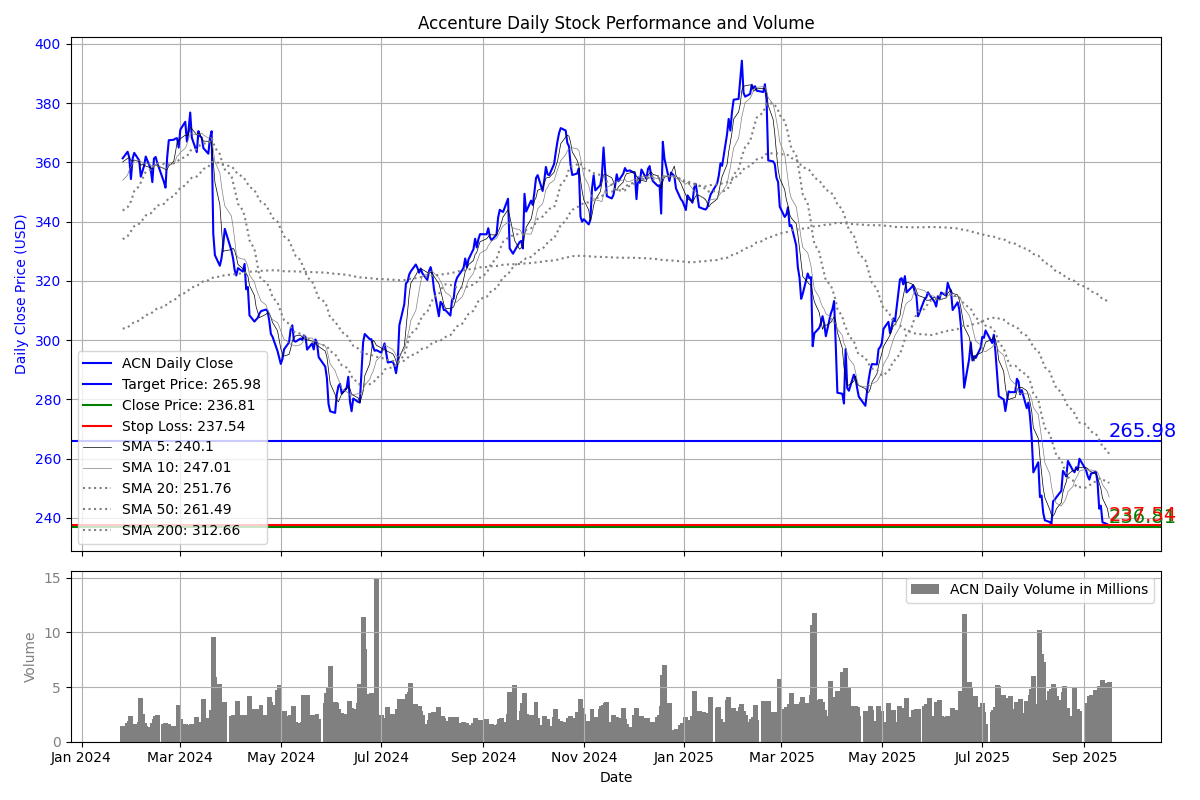 Accenture Daily Stock Performance and Volume
Daily Close Price (USD)
400
380
360
340
320
300
280
260
240
ACN Daily Close
Target Price: 265.98
Close Price: 236.81
Stop Loss: 237.54
SMA 5: 240.1
SMA 10: 247.01
SMA 20: 251.76
SMA 50: 261.49
SMA 200: 312.66
265.98
237.54
236.81
Volume
15
10
5
0
ACN Daily Volume in Millions
Jan 2024 Mar 2024 May 2024 Jul 2024 Sep 2024 Nov 2024 Jan 2025 Mar 2025 May 2025 Jul 2025 Sep 2025
Date